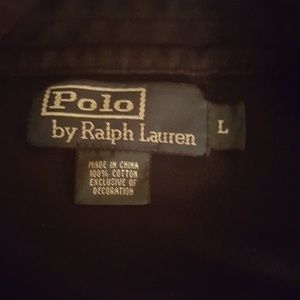 Polo
by Ralph Lauren
L
MADE IN CHINA
100% COTTON
EXCLUSIVE OF
DECORATION